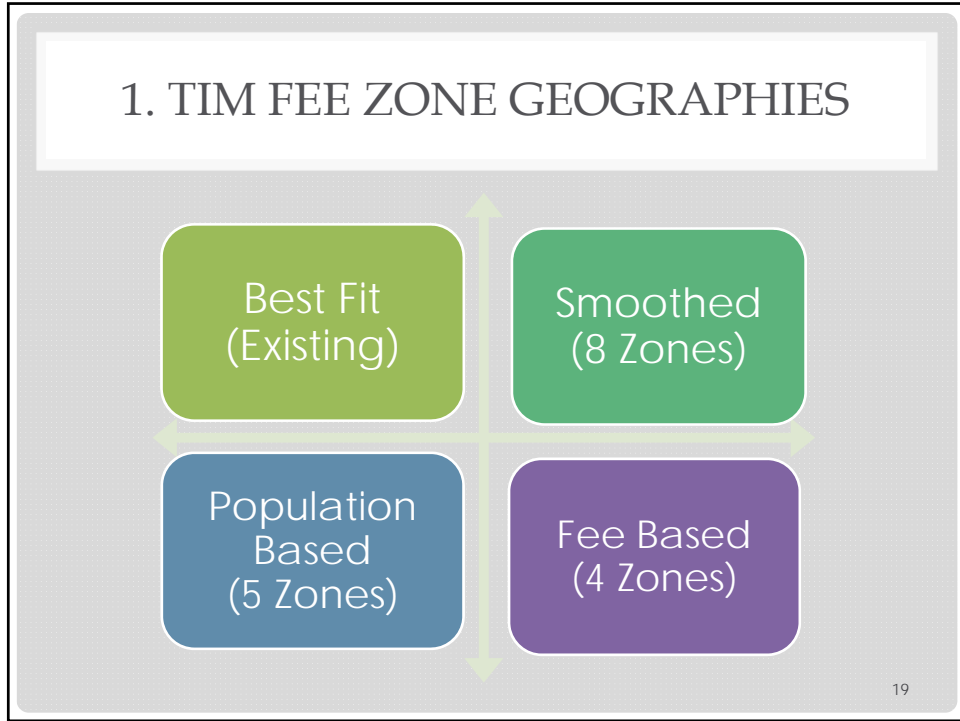 1. TIM FEE ZONE GEOGRAPHIES
Best Fit
(Existing)
Smoothed
(8 Zones)
Population
Based
(5 Zones)
Fee Based
(4 Zones)
19